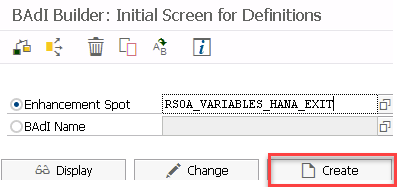 BAdI Builder: Initial Screen for Definitions
Enhancement Spot RSOA_VARIABLES_HANA_EXIT
BAdI Name
Display Change Create